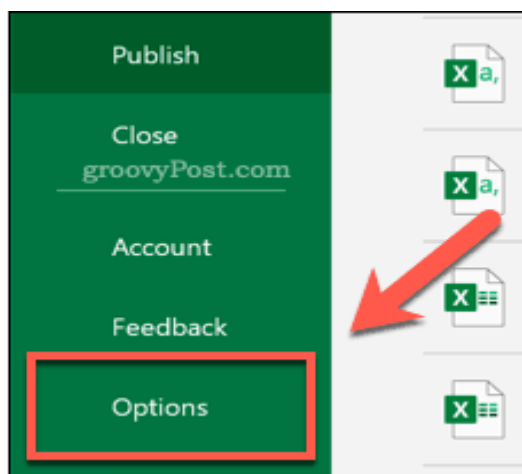 Publish
X a,
Close
groovyPost.com
X a,
Account
X
Feedback
Options
X